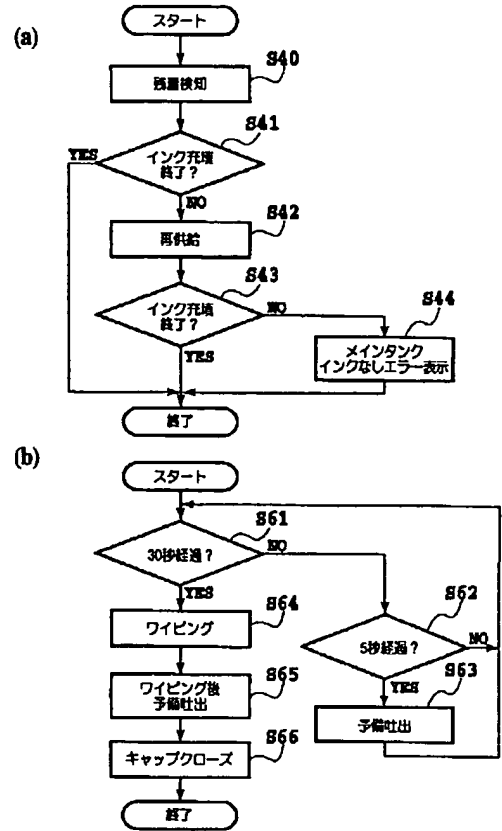 (a)
スタート
S40
残量検知
S41
YES
インク充填
終了？
NO
S42
再供給
S43
インク充填
終了？
NO
S44
YES
メインタンク
インクなしエラー表示
終了
(b)
スタート
S61
30秒経過？
NO
YES
S62
S64
ワイピング
5秒経過？
NO
S65
YES
S63
ワイピング後
予備吐出
予備吐出
S66
キャップクローズ
終了